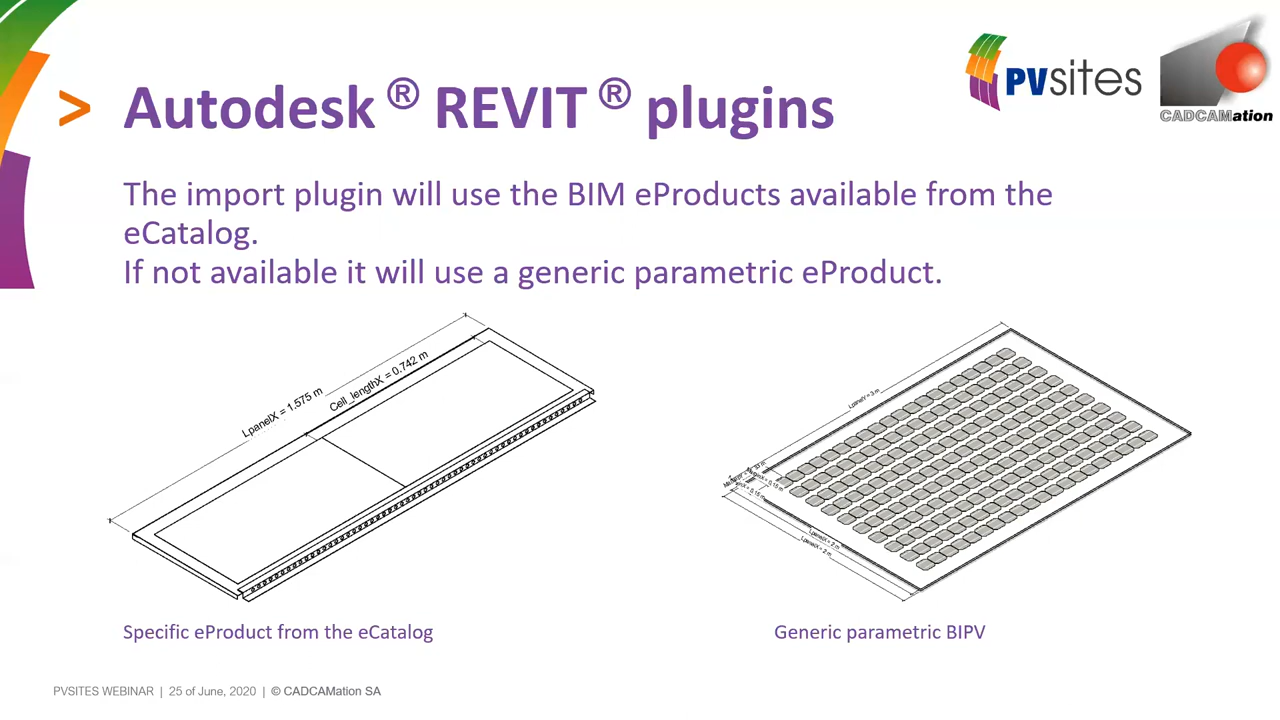 > Autodesk ® REVIT ® plugins
PVsites
CADCAMation
The import plugin will use the BIM eProducts available from the
eCatalog.
If not available it will use a generic parametric eProduct.
LpanelX = 1.575 m
Cell_lengthX = 0.742 m
LpanelY = 3 m
LpanelX = 2 m
LpanelX = 2 m
Specific eProduct from the eCatalog
Generic parametric BIPV
PVSITES WEBINAR | 25 of June, 2020 | © CADCAMation SA